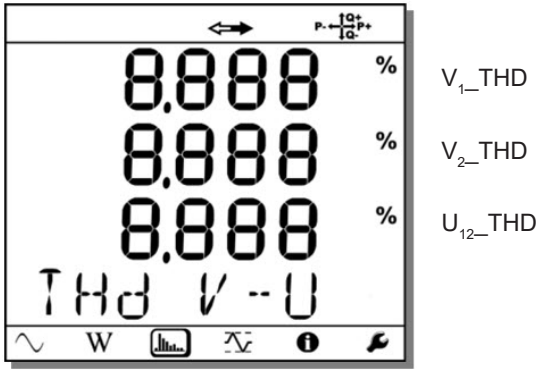 Q+
P- P+
Q-
8.888 % V₁_THD
8.888 % V₂_THD
8.888 % U₁₂_THD
THd V--U
W
i